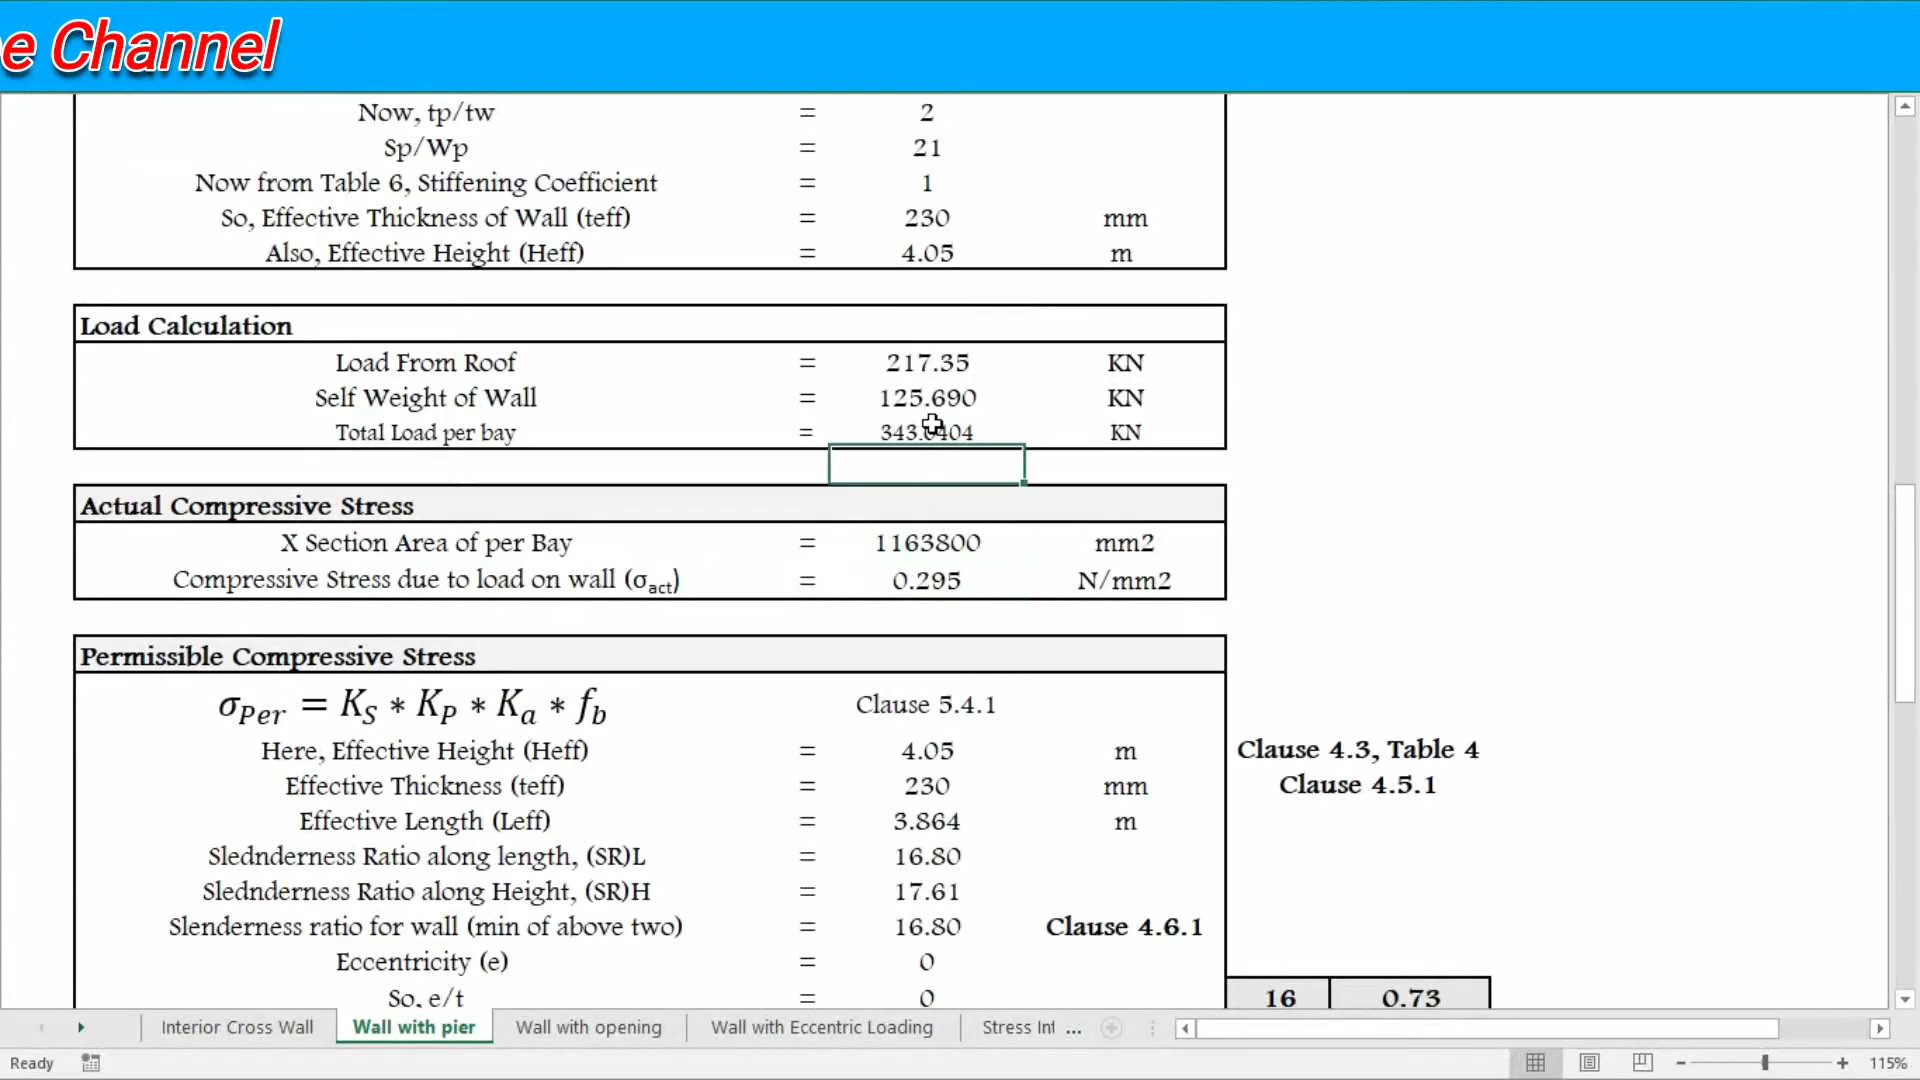 e Channel
Now, tp/tw = 2
Sp/Wp = 21
Now from Table 6, Stiffening Coefficient = 1
So, Effective Thickness of Wall (teff) = 230 mm
Also, Effective Height (Heff) = 4.05 m
Load Calculation
Load From Roof = 217.35 KN
Self Weight of Wall = 125.690 KN
Total Load per bay = 343.0404 KN
Actual Compressive Stress
X Section Area of per Bay = 1163800 mm2
Compressive Stress due to load on wall (σact) = 0.295 N/mm2
Permissible Compressive Stress
σPer = KS * KP * Ka * fb Clause 5.4.1
Here, Effective Height (Heff) = 4.05 m Clause 4.3, Table 4
Effective Thickness (teff) = 230 mm Clause 4.5.1
Effective Length (Leff) = 3.864 m
Slednderness Ratio along length, (SR)L = 16.80
Slednderness Ratio along Height, (SR)H = 17.61
Slenderness ratio for wall (min of above two) = 16.80 Clause 4.6.1
Eccentricity (e) = 0
So, e/t = 0 16 0.73
Interior Cross Wall Wall with pier Wall with opening Wall with Eccentric Loading Stress Int ...
Ready 115%